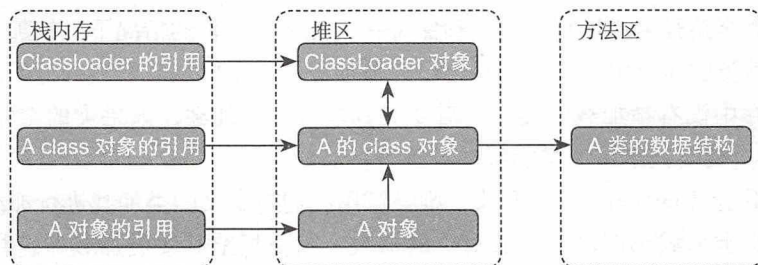 栈内存
堆区
方法区
Classloader 的引用
ClassLoader 对象
A class 对象的引用
A 的 class 对象
A 类的数据结构
A 对象的引用
A 对象